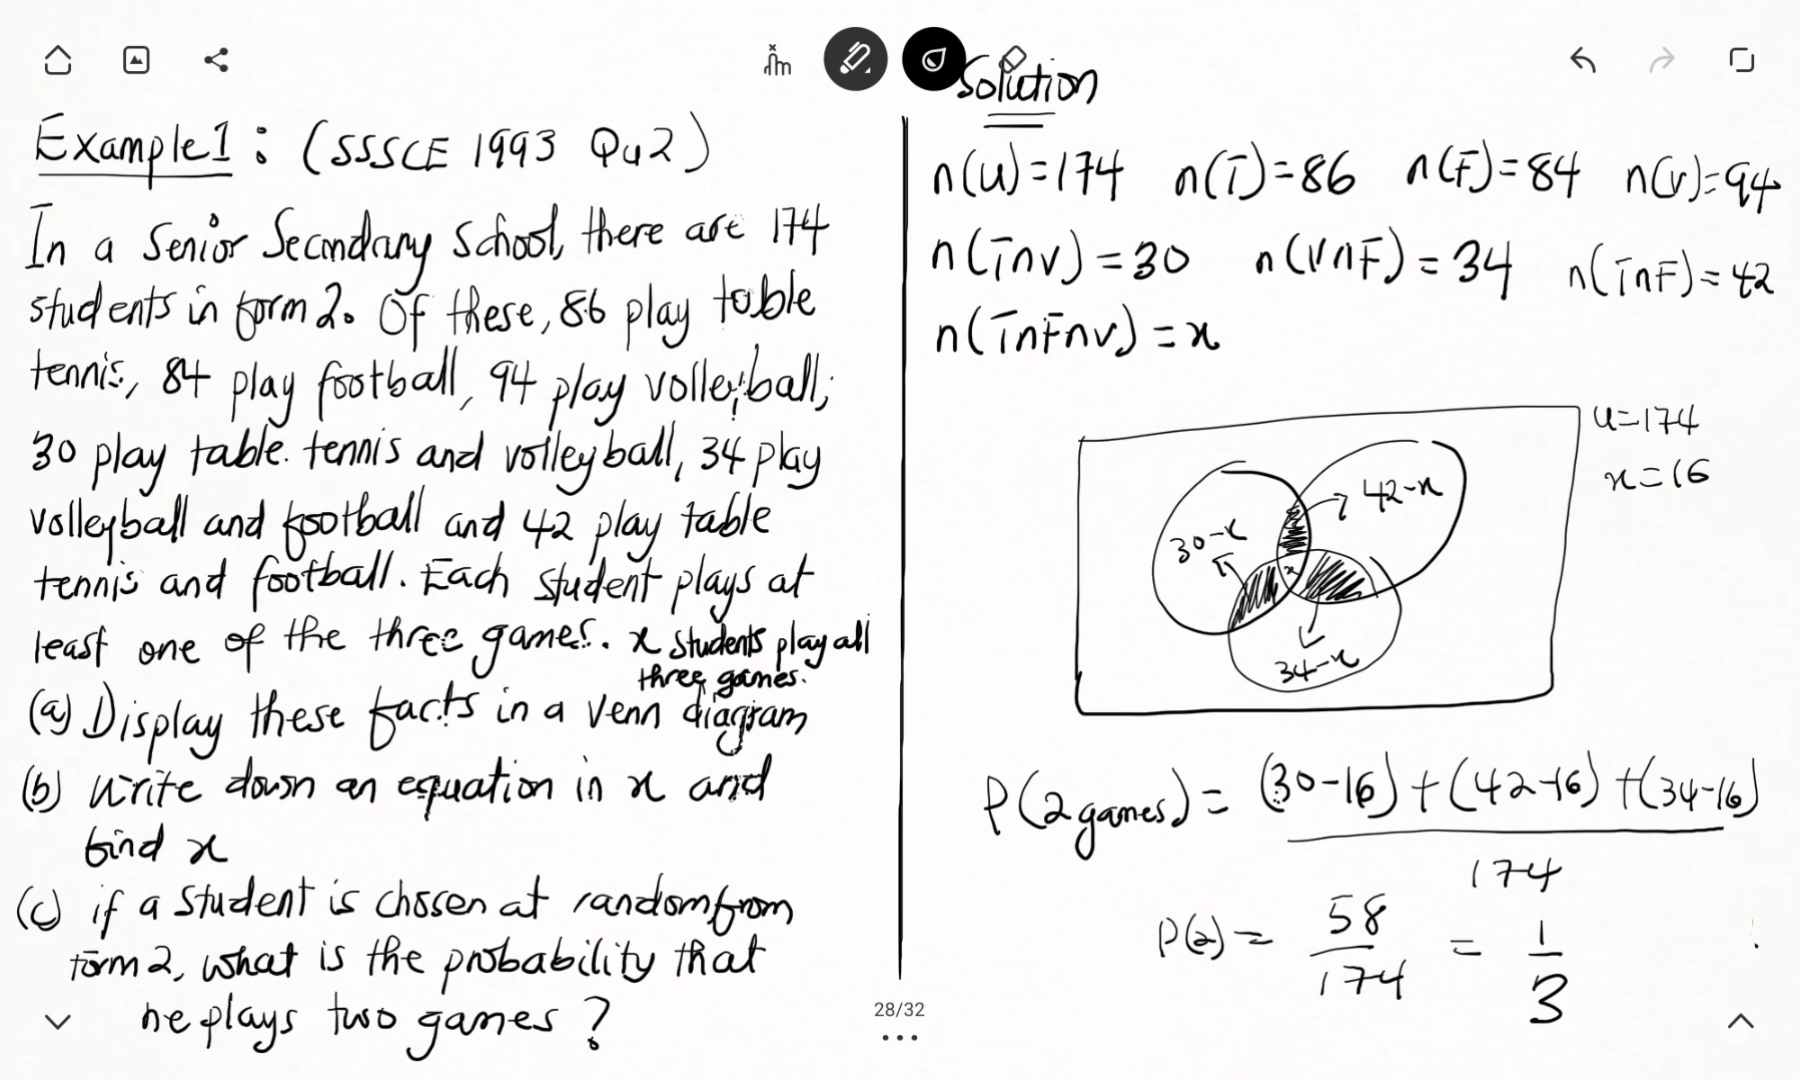 Example 1 : (SSSCE 1993 Qu2)
In a Senior Secondary School, there are 174
students in form 2. Of these, 86 play table
tennis, 84 play football, 94 play volleyball;
30 play table tennis and volleyball, 34 play
volleyball and football and 42 play table
tennis and football. Each student plays at
least one of the three games. x students play all
three games.
(a) Display these facts in a Venn diagram
(b) Write down an equation in x and
find x
(c) if a student is chosen at random from
form 2, what is the probability that
he plays two games ?
Solution
n(U)=174 n(T)=86 n(F)=84 n(V)=94
n(T∩V)=30 n(V∩F)=34 n(T∩F)=42
n(T∩F∩V)=x
U=174
x=16
42-x
30-x
x
34-x
P(2 games) = (30-16)+(42-16)+(34-16)
174
P(2) = 58/174 = 1/3
28/32